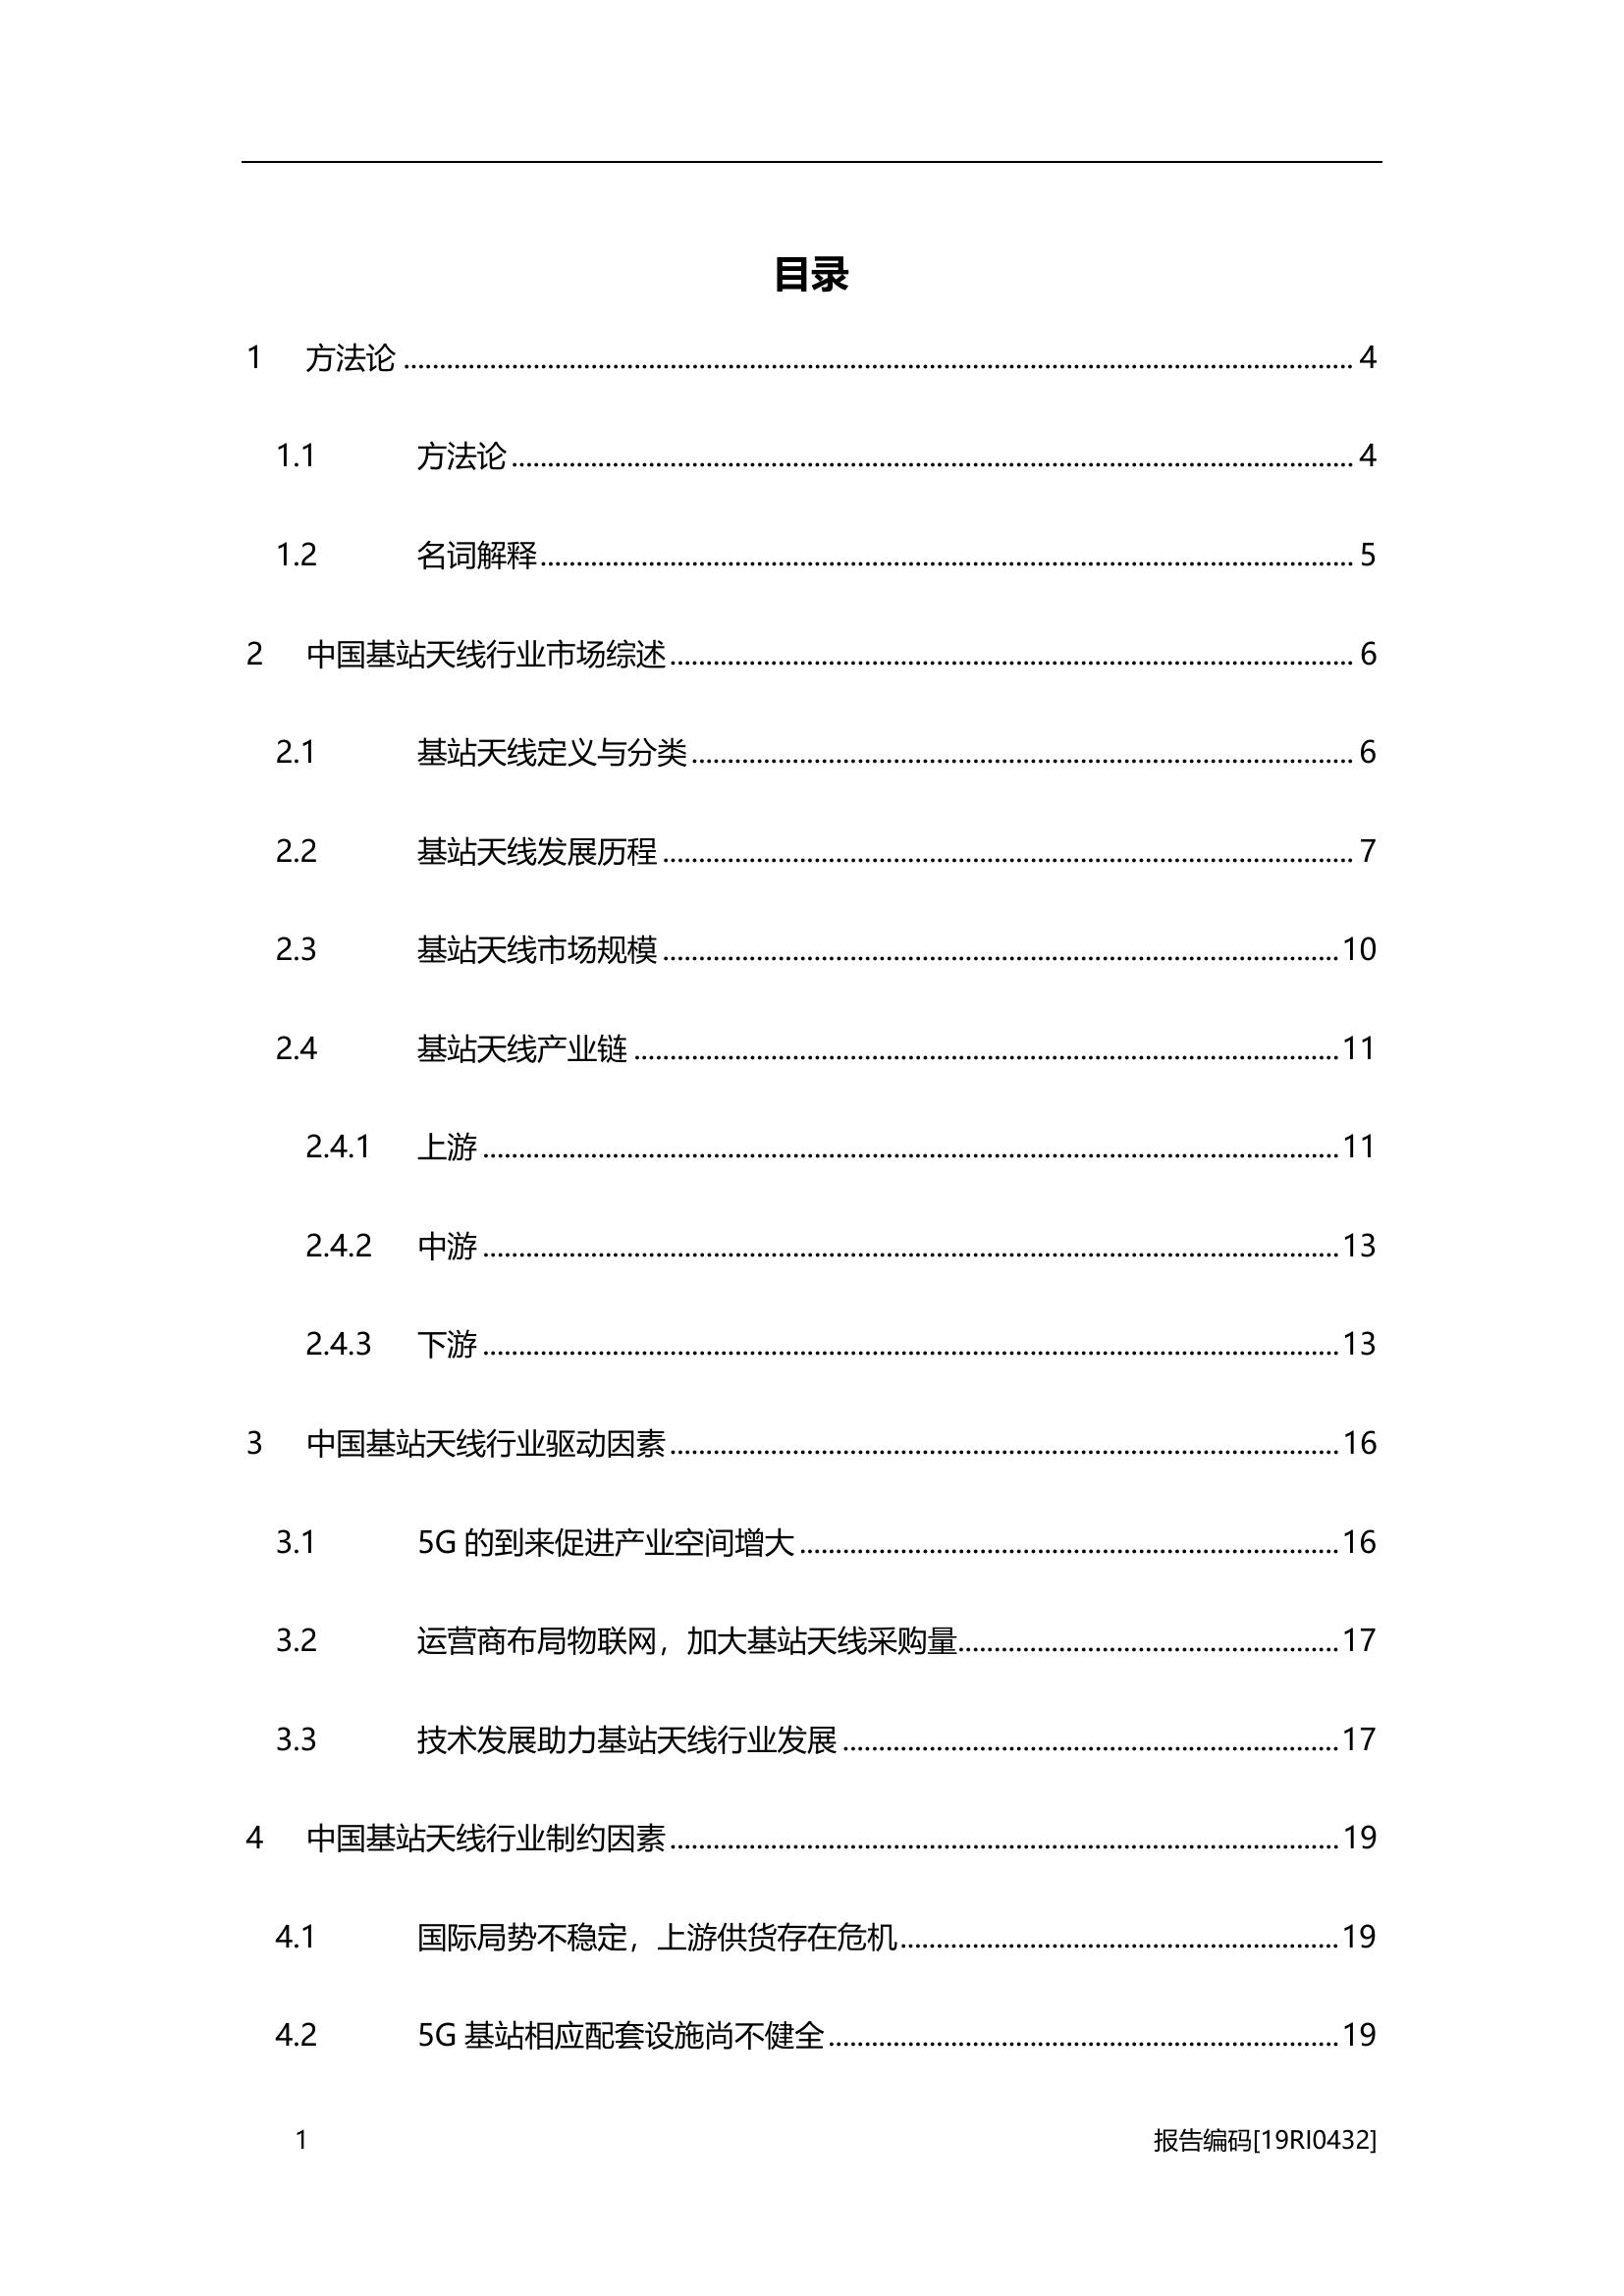 目录
1 方法论 4
1.1 方法论 4
1.2 名词解释 5
2 中国基站天线行业市场综述 6
2.1 基站天线定义与分类 6
2.2 基站天线发展历程 7
2.3 基站天线市场规模 10
2.4 基站天线产业链 11
2.4.1 上游 11
2.4.2 中游 13
2.4.3 下游 13
3 中国基站天线行业驱动因素 16
3.1 5G 的到来促进产业空间增大 16
3.2 运营商布局物联网，加大基站天线采购量 17
3.3 技术发展助力基站天线行业发展 17
4 中国基站天线行业制约因素 19
4.1 国际局势不稳定，上游供货存在危机 19
4.2 5G 基站相应配套设施尚不健全 19
1 报告编码[19RI0432]